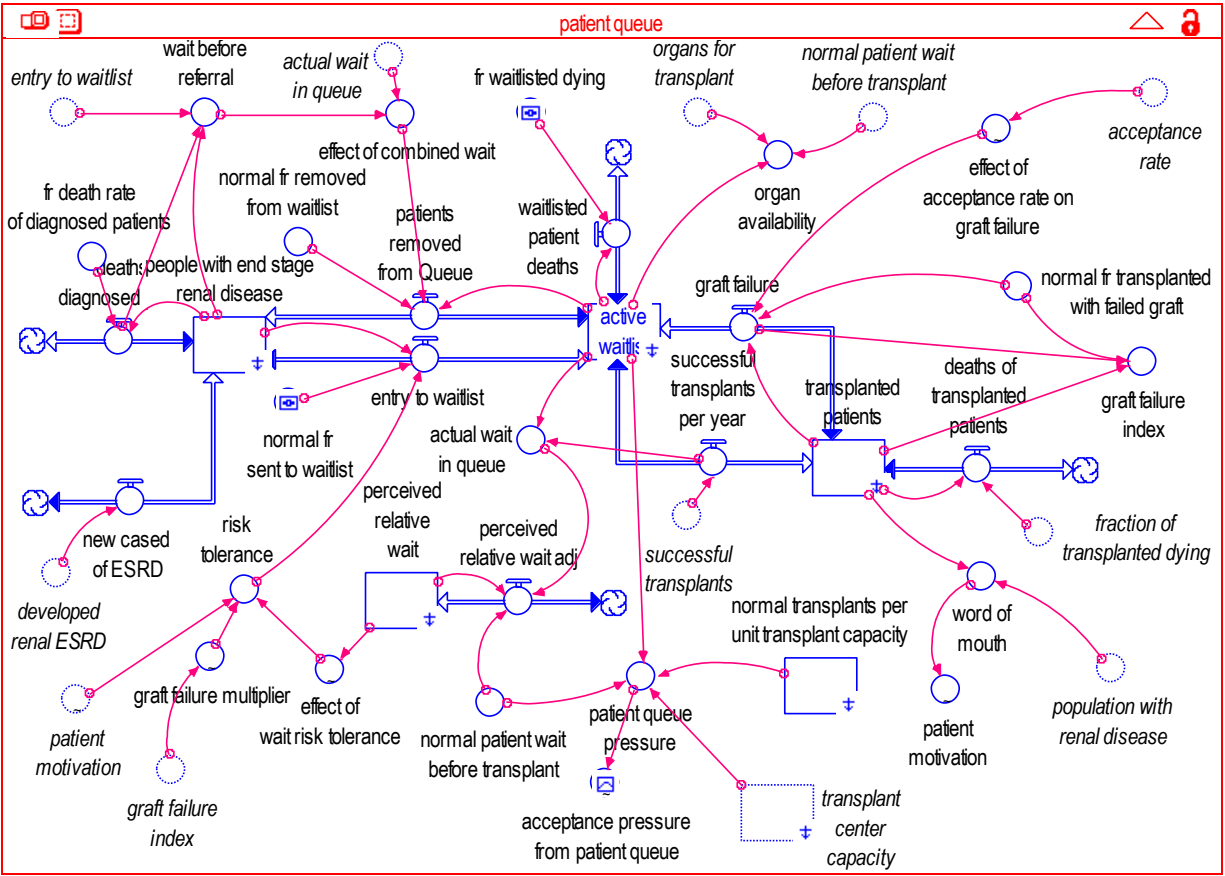 patient queue
entry to waitlist
wait before
referral
actual wait
in queue
fr waitlisted dying
organs for
transplant
normal patient wait
before transplant
acceptance
rate
effect of combined wait
effect of
acceptance rate on
graft failure
fr death rate
of diagnosed patients
normal fr removed
from waitlist
patients
removed
from Queue
waitlisted
patient
deaths
organ
availability
deaths
diagnosed
people with end stage
renal disease
graft failure
normal fr transplanted
with failed graft
active
waitlis
entry to waitlist
successful
transplants
per year
transplanted
patients
deaths of
transplanted
patients
graft failure
index
normal fr
sent to waitlist
actual wait
in queue
new cased
of ESRD
risk
tolerance
perceived
relative
wait
perceived
relative wait adj
successful
transplants
fraction of
transplanted dying
developed
renal ESRD
normal transplants per
unit transplant capacity
word of
mouth
graft failure multiplier
effect of
wait risk tolerance
patient
motivation
normal patient wait
before transplant
patient queue
pressure
patient
motivation
population with
renal disease
graft failure
index
acceptance pressure
from patient queue
transplant
center
capacity